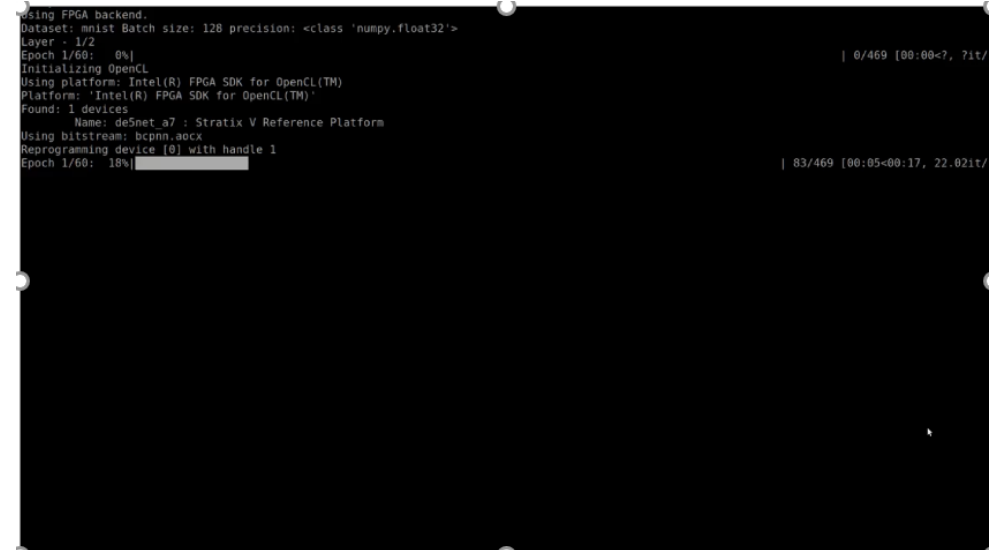 Using FPGA backend.
Dataset: mnist Batch size: 128 precision: <class 'numpy.float32'>
Layer - 1/2
Epoch 1/60:   0%| | 0/469 [00:00<?, ?it/
Initializing OpenCL
Using platform: Intel(R) FPGA SDK for OpenCL(TM)
Platform: 'Intel(R) FPGA SDK for OpenCL(TM)'
Found: 1 devices
Name: de5net_a7 : Stratix V Reference Platform
Using bitstream: bcpnn.aocx
Reprogramming device [0] with handle 1
Epoch 1/60:  18%| | 83/469 [00:05<00:17, 22.02it/